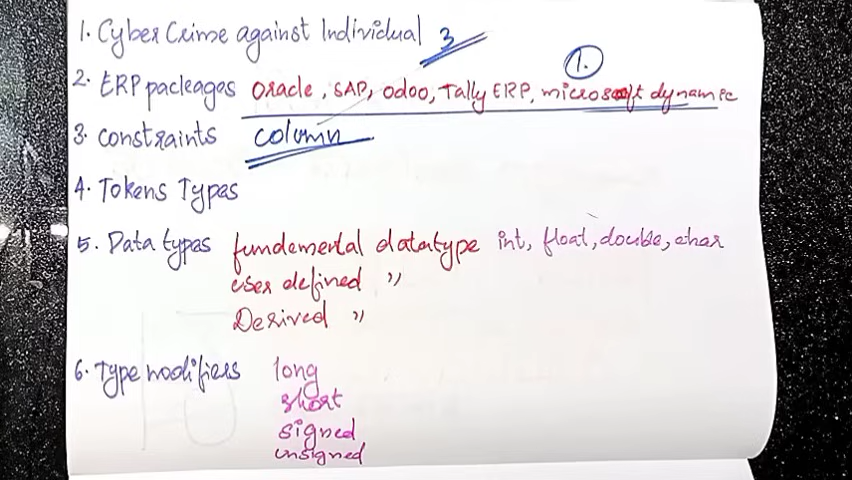 1. Cyber Crime against Individual 3
1.
2. ERP packages Oracle, SAP, Odoo, Tally ERP, microsoft dynamic
3. constraints column
4. Tokens Types
5. Data types fundemental datatype int, float, double, char
user defined "
Derived "
6. Type modifiers long
short
signed
unsigned